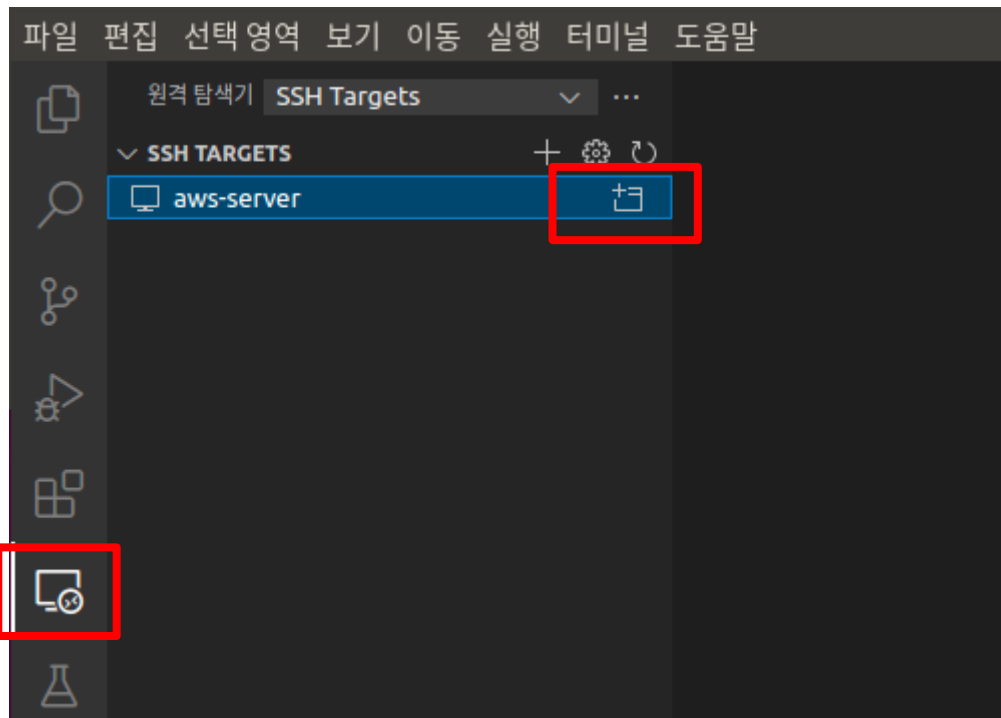 파일 편집 선택 영역 보기 이동 실행 터미널 도움말
원격 탐색기 SSH Targets
SSH TARGETS
aws-server